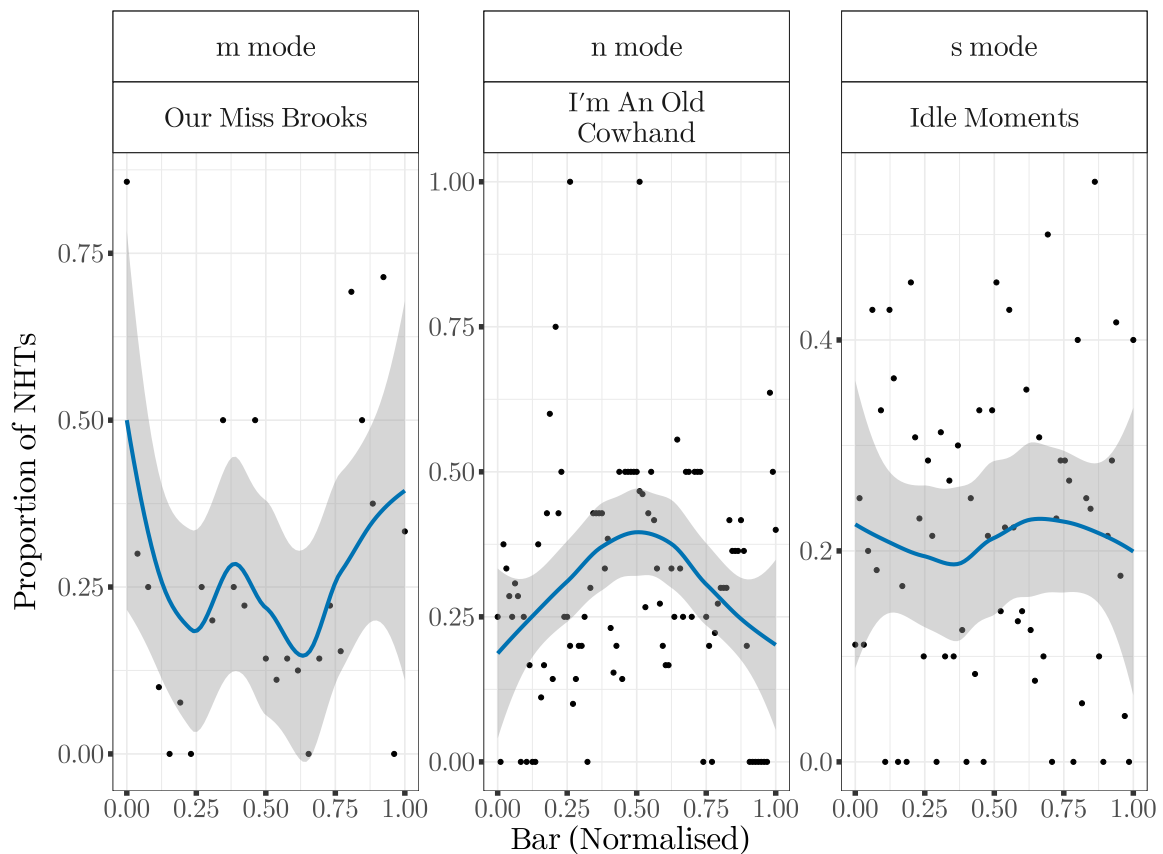 m mode
n mode
s mode
Our Miss Brooks
I'm An Old
Cowhand
Idle Moments
Proportion of NHTs
0.75
0.50
0.25
0.00
1.00
0.75
0.50
0.25
0.00
0.4
0.2
0.0
0.00 0.25 0.50 0.75 1.00
0.00 0.25 0.50 0.75 1.00
0.00 0.25 0.50 0.75 1.00
Bar (Normalised)